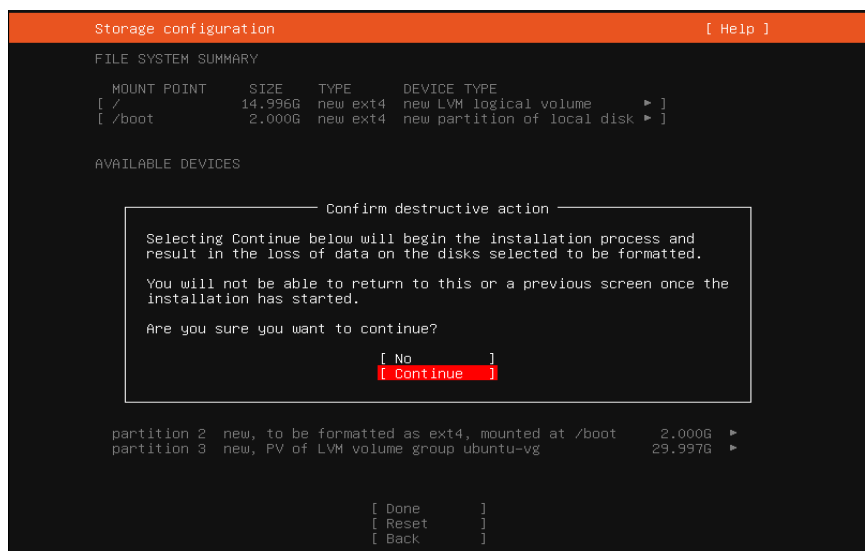 Storage configuration [ Help ]
FILE SYSTEM SUMMARY
MOUNT POINT SIZE TYPE DEVICE TYPE
[ / 14.996G new ext4 new LVM logical volume ▸ ]
[ /boot 2.000G new ext4 new partition of local disk ▸ ]
AVAILABLE DEVICES
Confirm destructive action
Selecting Continue below will begin the installation process and
result in the loss of data on the disks selected to be formatted.
You will not be able to return to this or a previous screen once the
installation has started.
Are you sure you want to continue?
[ No ]
[ Continue ]
partition 2 new, to be formatted as ext4, mounted at /boot 2.000G ▸
partition 3 new, PV of LVM volume group ubuntu-vg 29.997G ▸
[ Done ]
[ Reset ]
[ Back ]